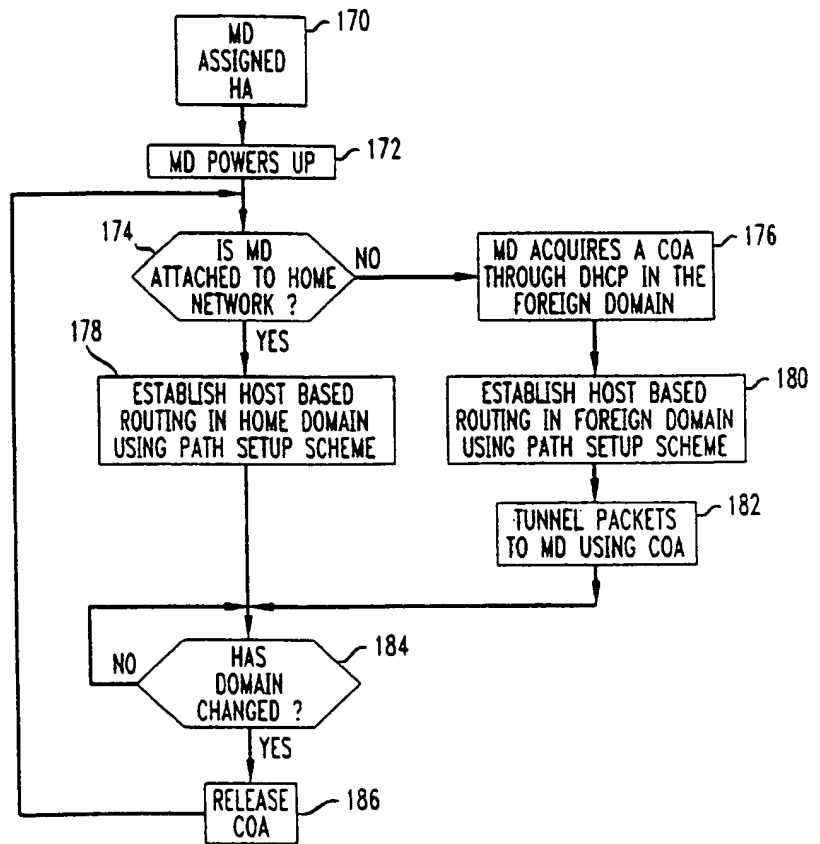 MD
ASSIGNED
HA
170
MD POWERS UP
172
174
IS MD
ATTACHED TO HOME
NETWORK ?
NO
YES
MD ACQUIRES A COA
THROUGH DHCP IN THE
FOREIGN DOMAIN
176
178
ESTABLISH HOST BASED
ROUTING IN HOME DOMAIN
USING PATH SETUP SCHEME
ESTABLISH HOST BASED
ROUTING IN FOREIGN DOMAIN
USING PATH SETUP SCHEME
180
TUNNEL PACKETS
TO MD USING COA
182
NO
HAS
DOMAIN
CHANGED ?
184
YES
RELEASE
COA
186